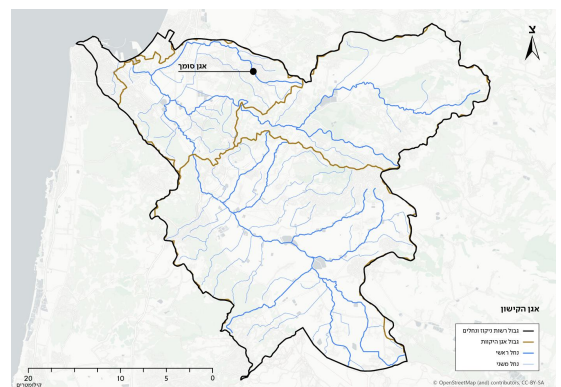 צ
אגן סומך
אגן הקישון
גבול רשות ניקוז ונחלים
גבול אגן היקוות
נחל ראשי
נחל משני
20 10 5 0
קילומטרים
© OpenStreetMap (and) contributors, CC-BY-SA